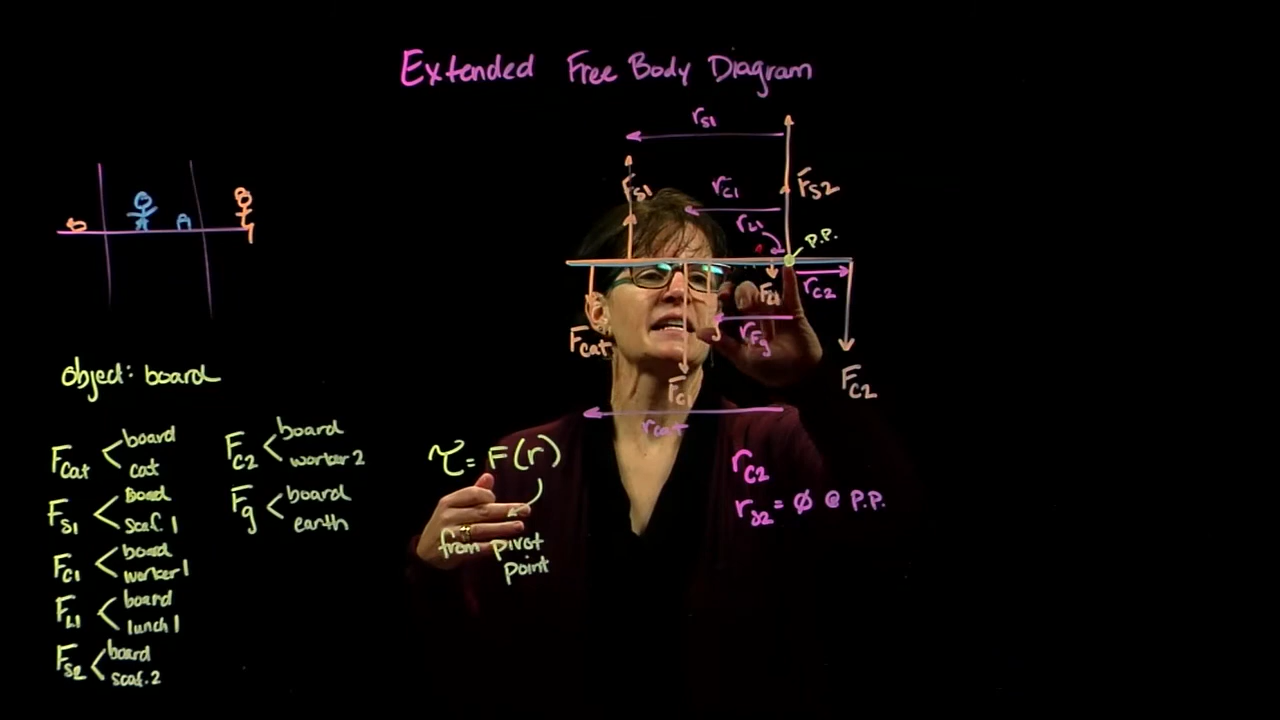 Extended Free Body Diagram
rs1
Fs1
rc1
Fs2
rL1
P.P.
FL1
rc2
Fcat
rFg
Fc1
Fc2
rcat
object: board
Fcat < board
cat
Fs1 < Board
scaf. 1
Fc1 < board
worker 1
FL1 < board
lunch 1
Fs2 < board
scaf. 2
Fc2 < board
worker 2
Fg < board
earth
τ = F(r)
from pivot
point
rc2
rs2 = ∅ @ P.P.